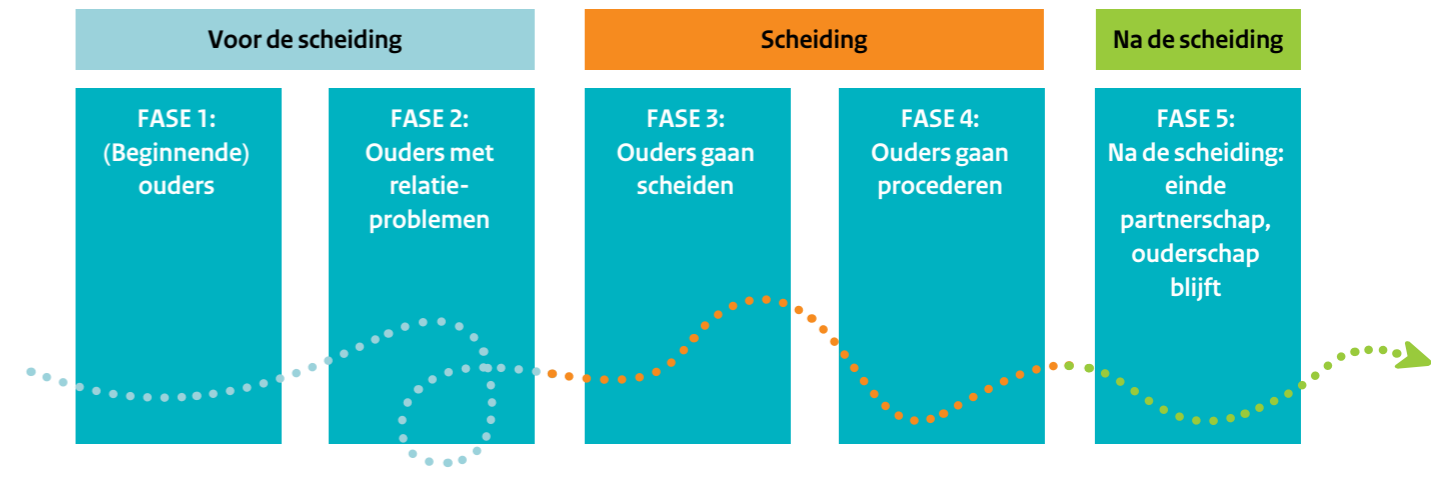 Voor de scheiding
Scheiding
Na de scheiding
FASE 1:
(Beginnende)
ouders
FASE 2:
Ouders met
relatie-
problemen
FASE 3:
Ouders gaan
scheiden
FASE 4:
Ouders gaan
procederen
FASE 5:
Na de scheiding:
einde
partnerschap,
ouderschap
blijft